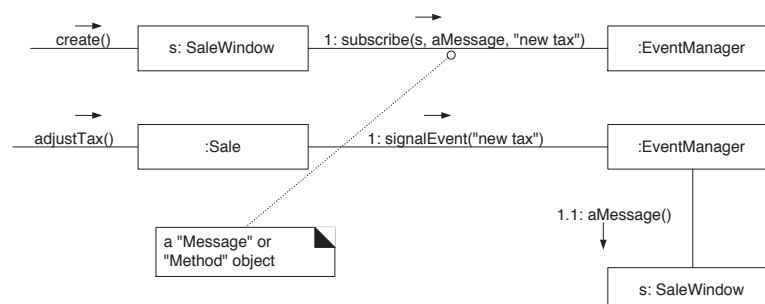 create()
s: SaleWindow
1: subscribe(s, aMessage, "new tax")
:EventManager
adjustTax()
:Sale
1: signalEvent("new tax")
:EventManager
a "Message" or
"Method" object
1.1: aMessage()
s: SaleWindow